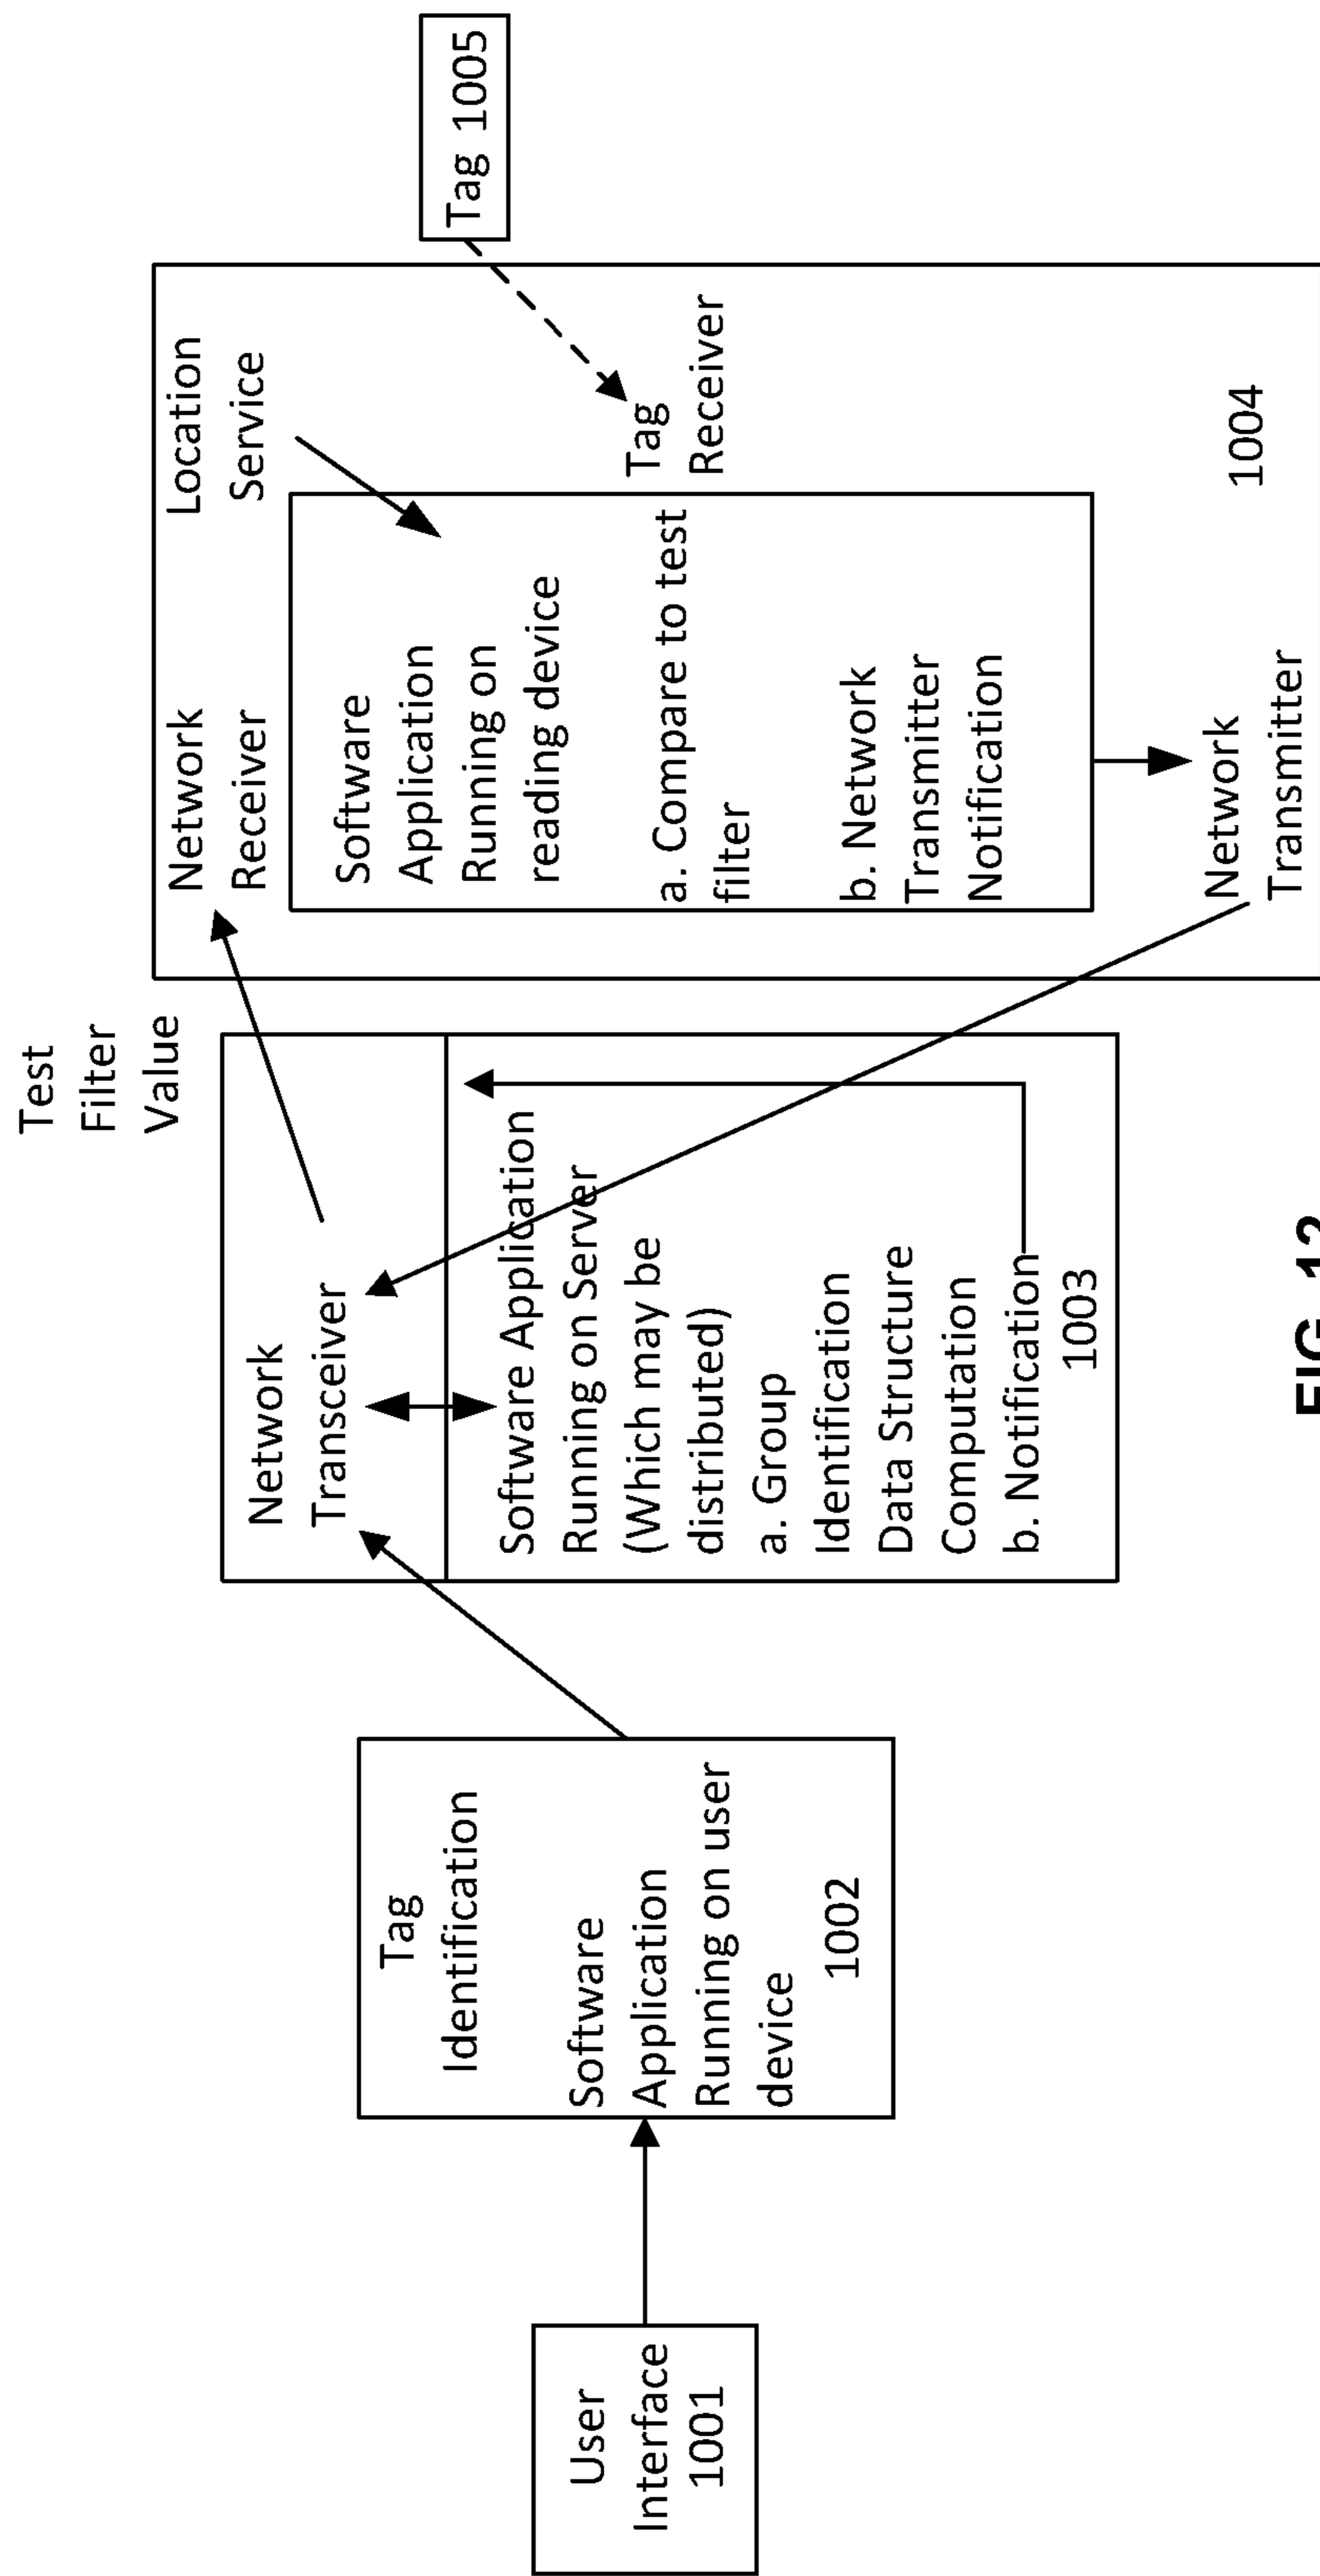 User
Interface
1001
Tag
Identification
Software
Application
Running on user
device
1002
Network
Transceiver
Software Application
Running on Server
(Which may be
distributed)
a. Group
Identification
Data Structure
Computation
b. Notification
1003
Test
Filter
Value
Network
Receiver
Location
Service
Software
Application
Running on
reading device
a. Compare to test
filter
b. Network
Transmitter
Notification
Tag
Receiver
1004
Network
Transmitter
Tag 1005